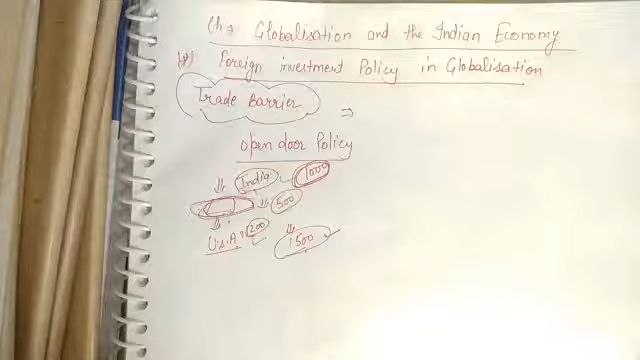 Ch → Globalisation and the Indian Economy
Foreign investment Policy in Globalisation
Trade Barrier ⇒
open door Policy
India 1000
500
U.S.A. 1200 1500